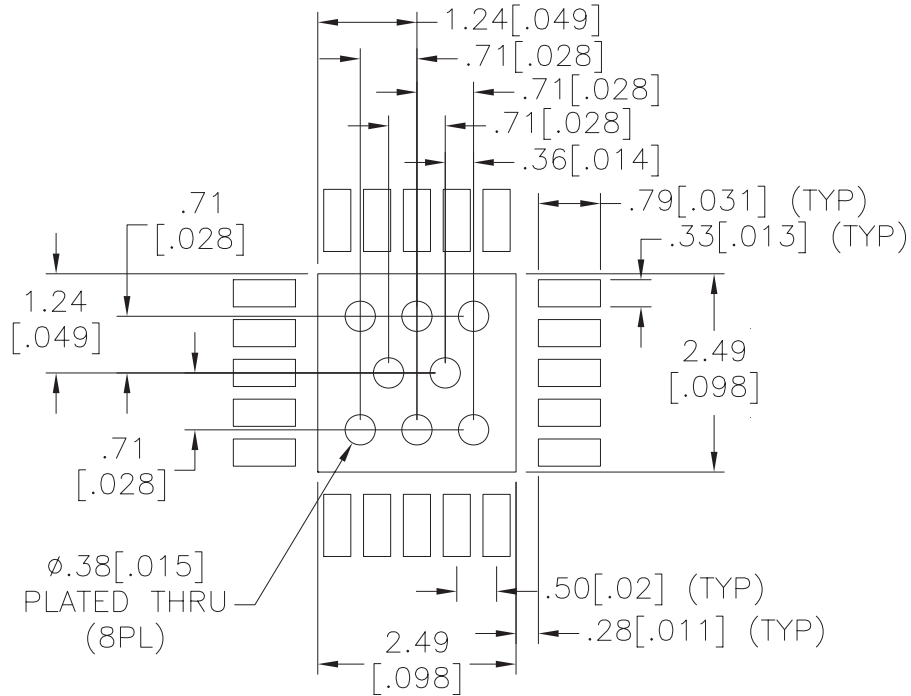 1.24[.049]
.71[.028]
.71[.028]
.71[.028]
.36[.014]
.79[.031] (TYP)
.33[.013] (TYP)
.71
[.028]
1.24
[.049]
2.49
[.098]
.71
[.028]
ø.38[.015]
PLATED THRU
(8PL)
.50[.02] (TYP)
.28[.011] (TYP)
2.49
[.098]